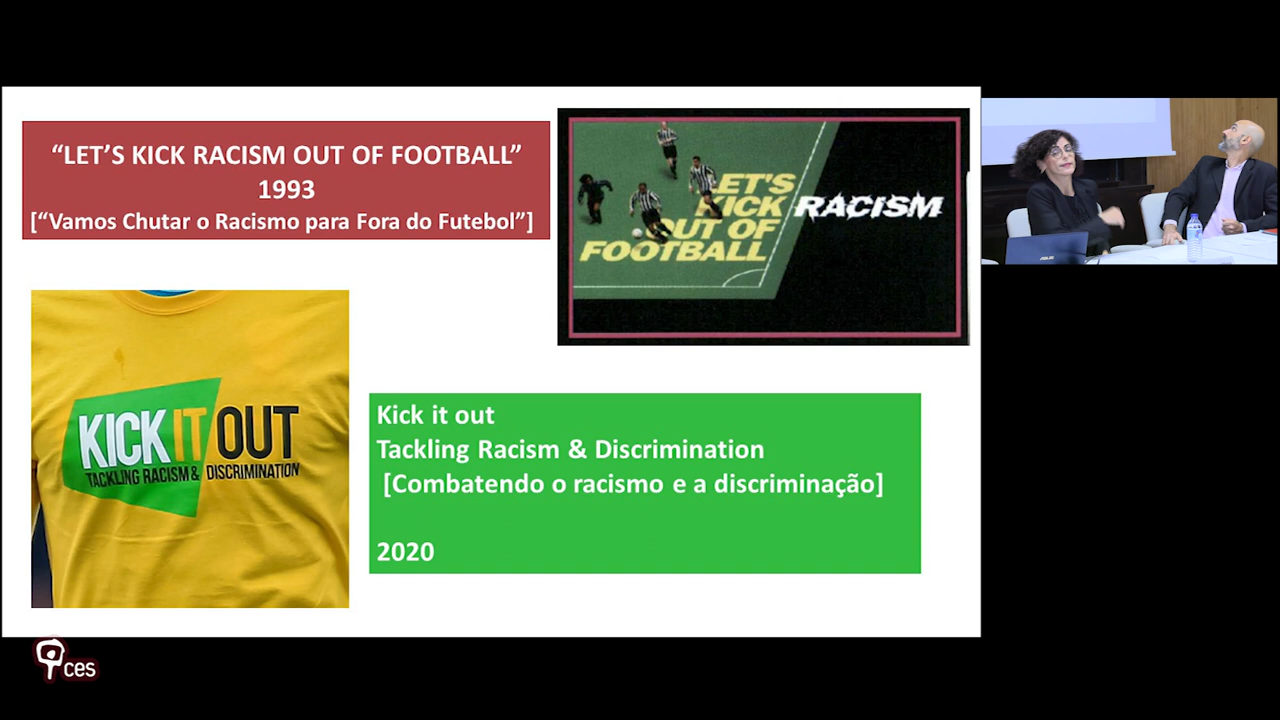 “LET’S KICK RACISM OUT OF FOOTBALL”
1993
[“Vamos Chutar o Racismo para Fora do Futebol”]
LET'S
KICK
OUT OF
FOOTBALL
RACISM
KICK IT OUT
TACKLING RACISM & DISCRIMINATION
Kick it out
Tackling Racism & Discrimination
[Combatendo o racismo e a discriminação]
2020
ASUS
ces